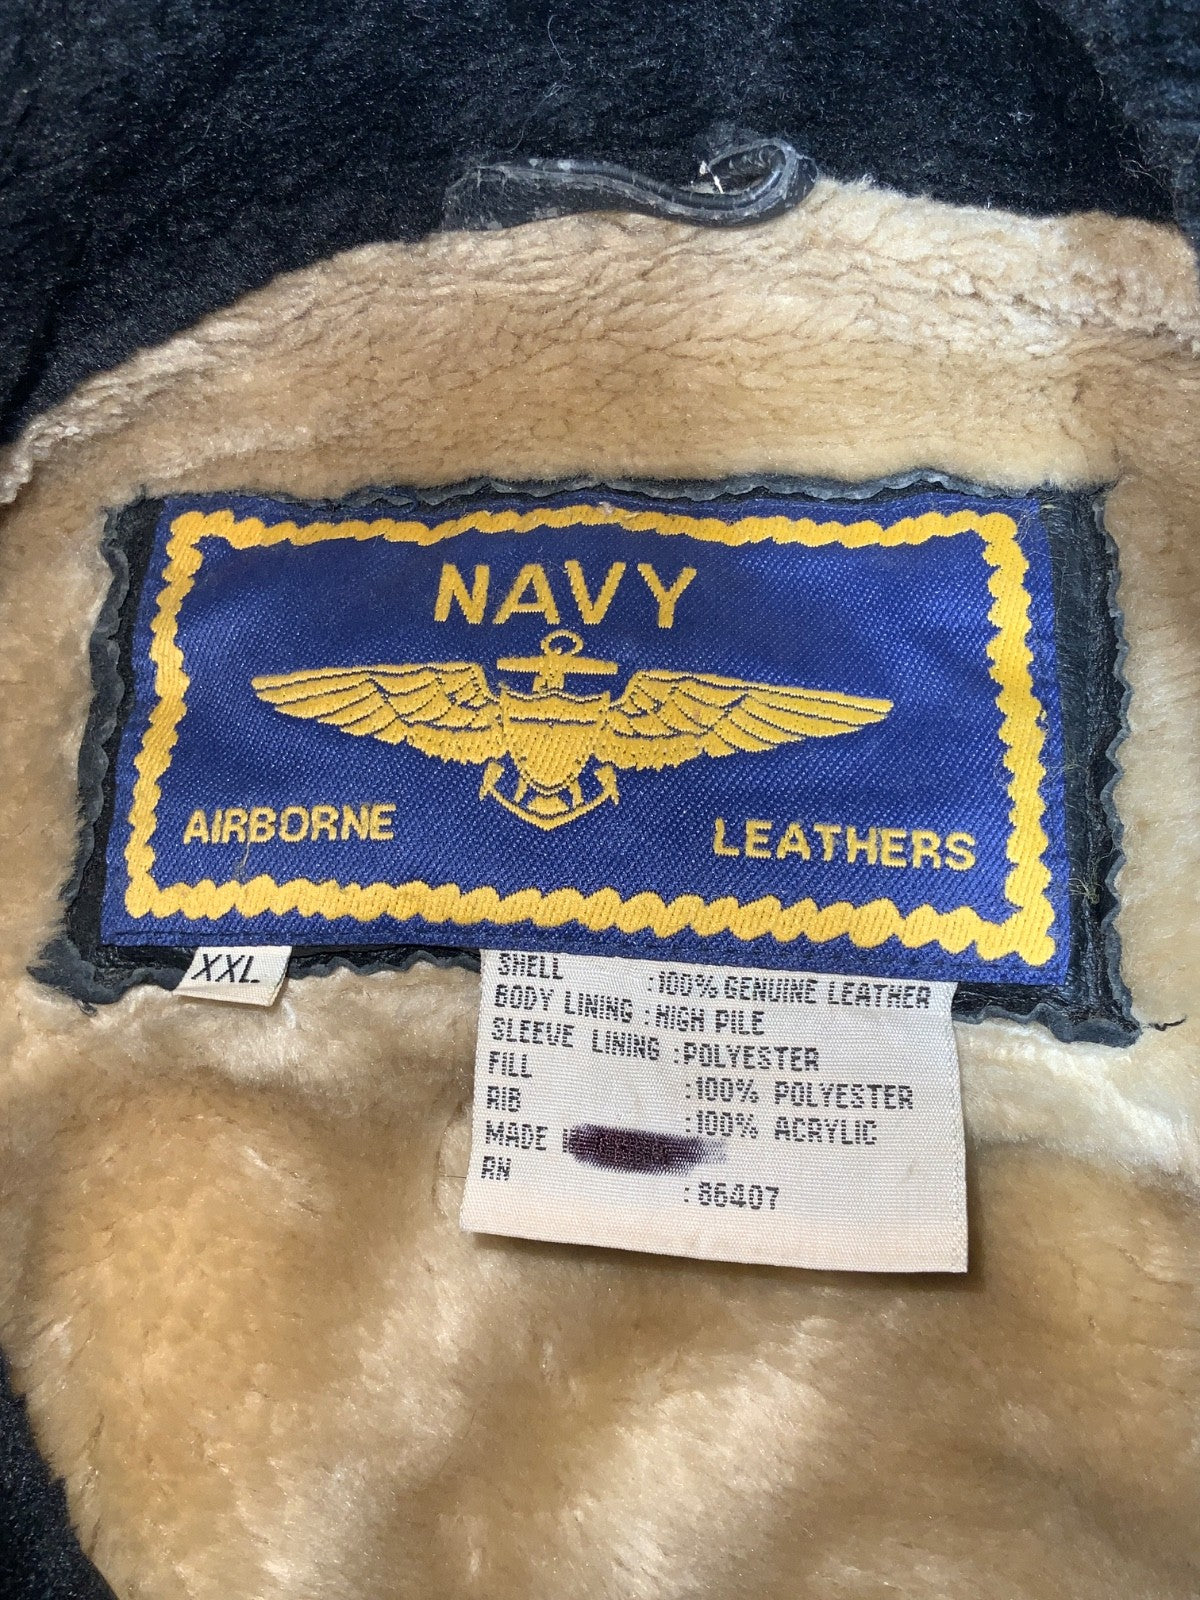 NAVY
AIRBORNE LEATHERS
XXL
SHELL :100% GENUINE LEATHER
BODY LINING :HIGH PILE
SLEEVE LINING :POLYESTER
FILL :100% POLYESTER
RIB :100% ACRYLIC
MADE
RN :86407